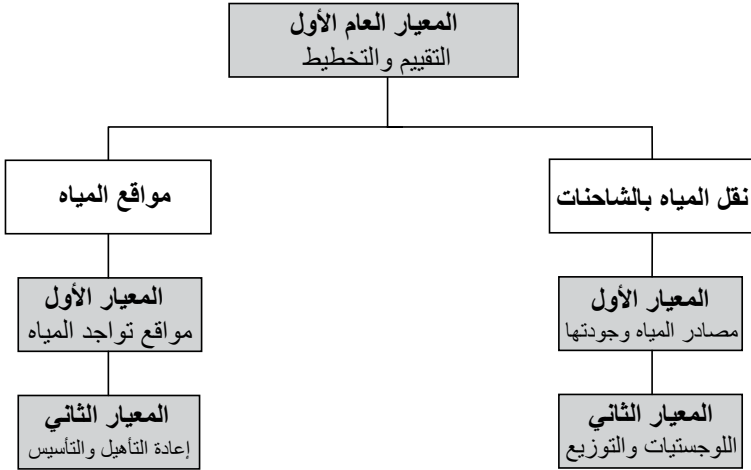 المعيار العام الأول
التقييم والتخطيط
نقل المياه بالشاحنات
مواقع المياه
المعيار الأول
مصادر المياه وجودتها
المعيار الأول
مواقع تواجد المياه
المعيار الثاني
اللوجستيات والتوزيع
المعيار الثاني
إعادة التأهيل والتأسيس